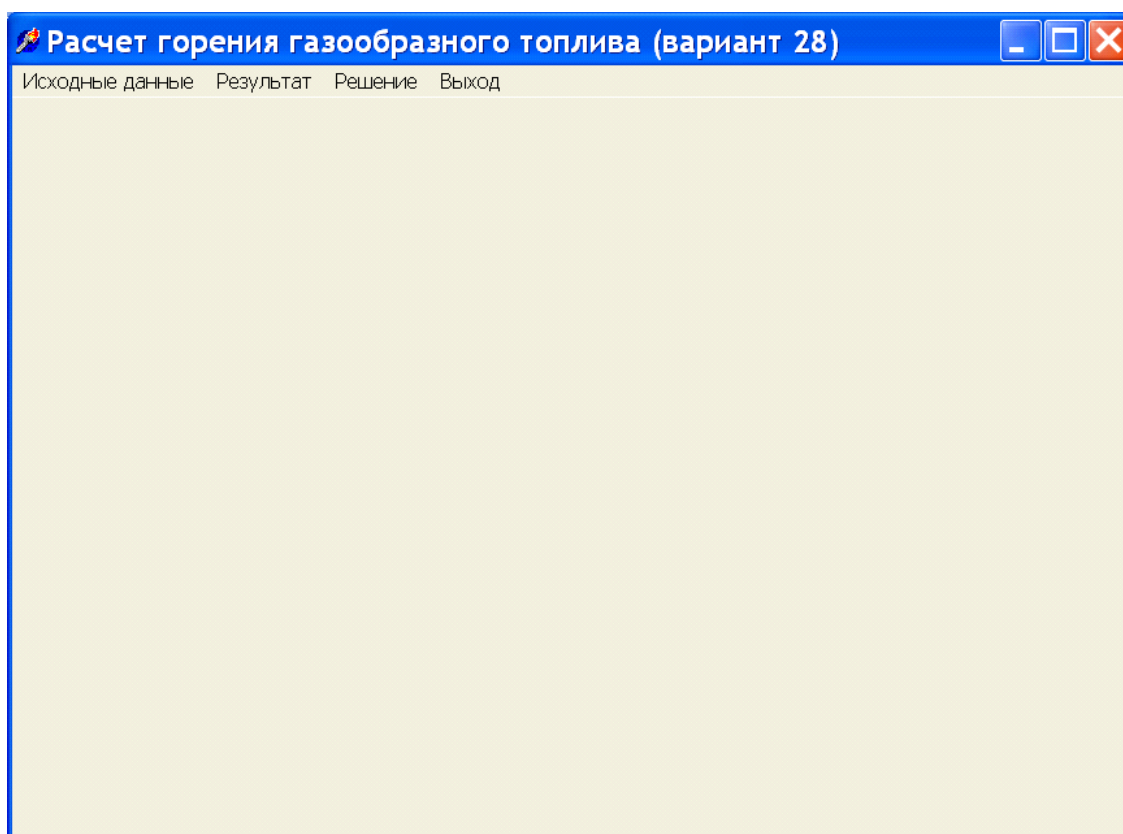 Расчет горения газообразного топлива (вариант 28)
Исходные данные Результат Решение Выход